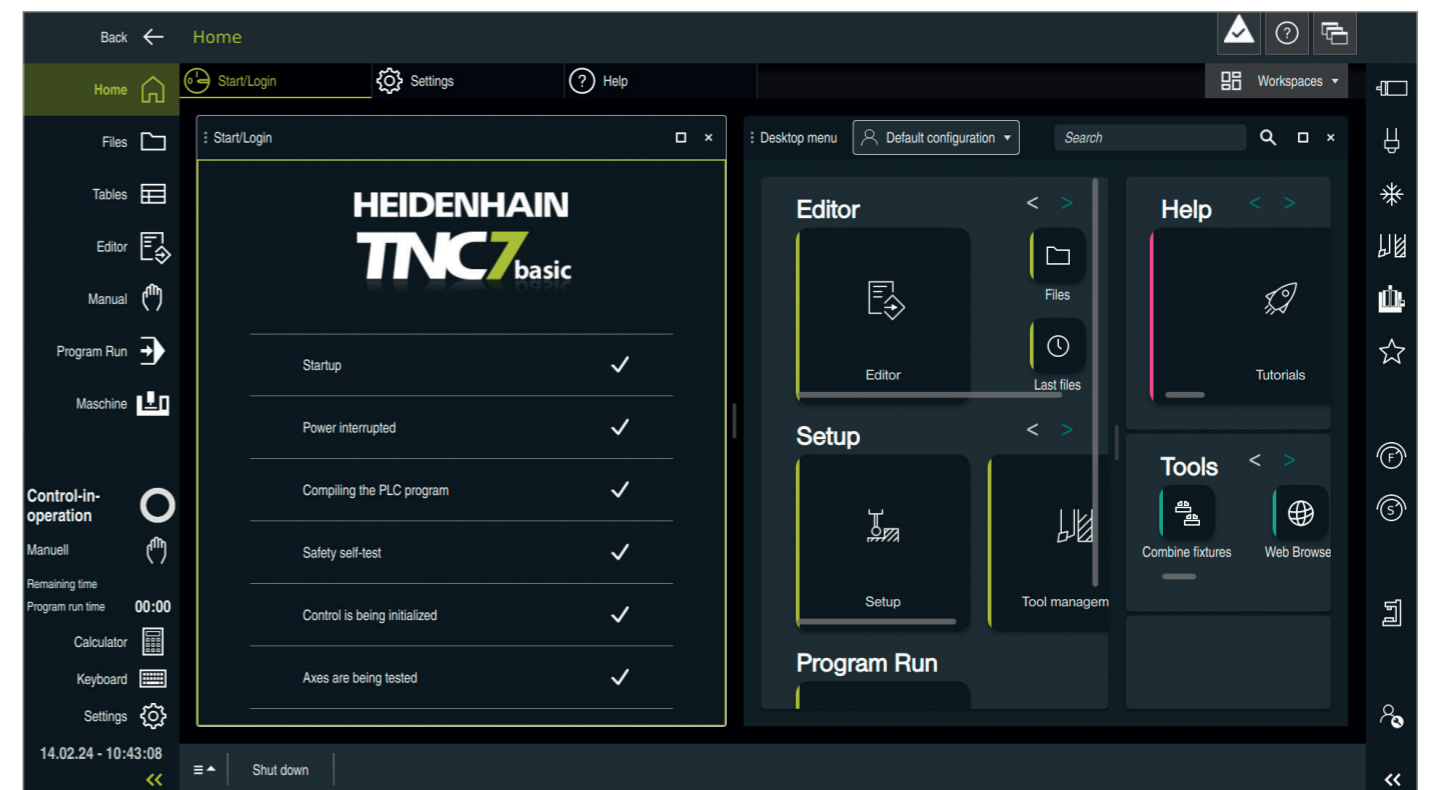 Back
Home
Home
Start/Login
Settings
? Help
Workspaces
Files
Tables
Editor
Manual
Program Run
Maschine
Control-in-
operation
Manuell
Remaining time
Program run time 00:00
Calculator
Keyboard
Settings
14.02.24 - 10:43:08
Start/Login
HEIDENHAIN
TNC7 basic
Startup
Power interrupted
Compiling the PLC program
Safety self-test
Control is being initialized
Axes are being tested
Desktop menu
Default configuration
Search
Editor
Editor
Files
Last files
Setup
Setup
Tool managem
Program Run
Help
Tutorials
Tools
Combine fixtures
Web Browse
?
F
S
Shut down